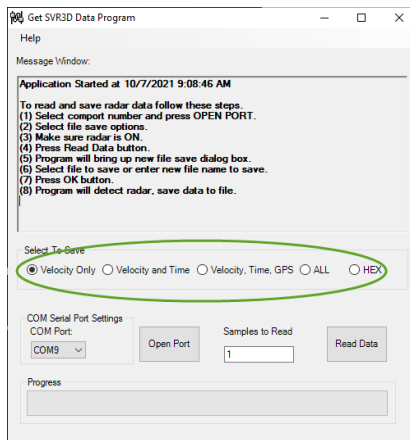 Get SVR3D Data Program
Help
Message Window:
Application Started at 10/7/2021 9:08:46 AM
To read and save radar data follow these steps.
(1) Select comport number and press OPEN PORT.
(2) Select file save options.
(3) Make sure radar is ON.
(4) Press Read Data button.
(5) Program will bring up new file save dialog box.
(6) Select file to save or enter new file name to save.
(7) Press OK button.
(8) Program will detect radar, save data to file.
Select To Save
Velocity Only Velocity and Time Velocity, Time, GPS ALL HEX
COM Serial Port Settings
COM Port: Samples to Read
COM9 Open Port 1 Read Data
Progress